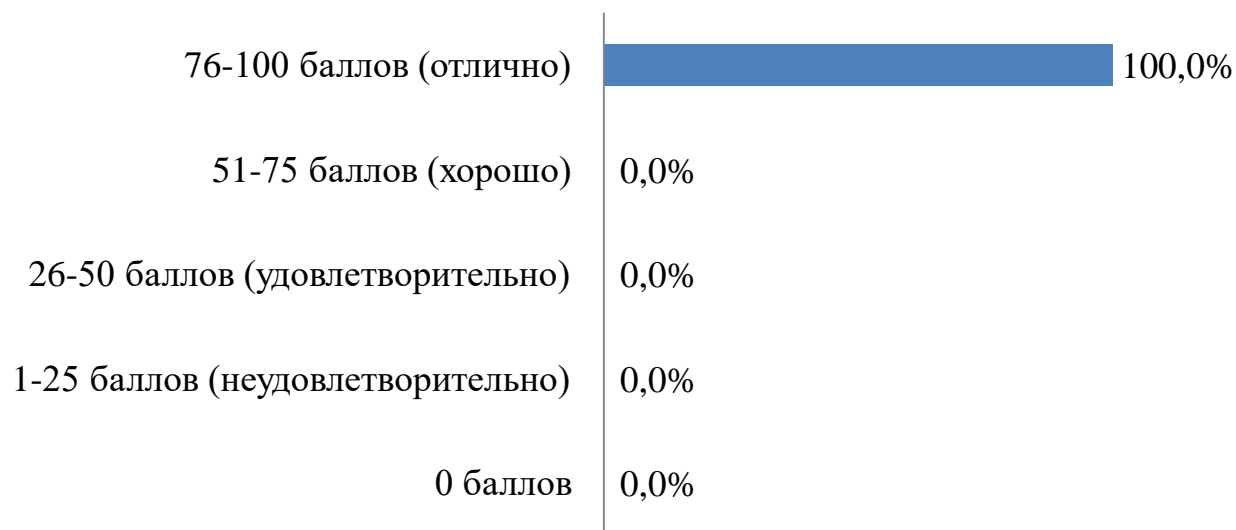 76-100 баллов (отлично) 100,0%
51-75 баллов (хорошо) 0,0%
26-50 баллов (удовлетворительно) 0,0%
1-25 баллов (неудовлетворительно) 0,0%
0 баллов 0,0%